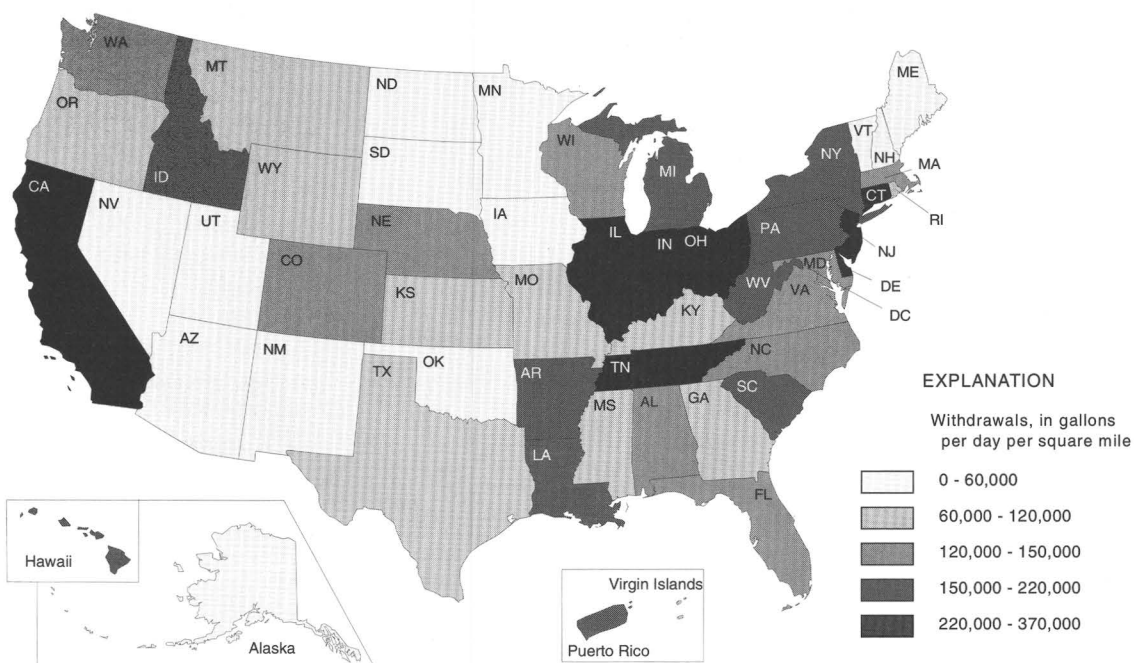 WA
MT
ND
MN
ME
OR
VT
WI
NY
NH
MA
ID
WY
SD
MI
CA
CT
RI
NV
UT
NE
IA
IL
IN
OH
PA
NJ
CO
MD
WV
DE
KS
MO
VA
DC
KY
AZ
NM
OK
TN
NC
TX
AR
SC
MS
AL
GA
LA
FL
EXPLANATION
Withdrawals, in gallons
per day per square mile
0 - 60,000
60,000 - 120,000
120,000 - 150,000
150,000 - 220,000
220,000 - 370,000
Hawaii
Alaska
Virgin Islands
Puerto Rico